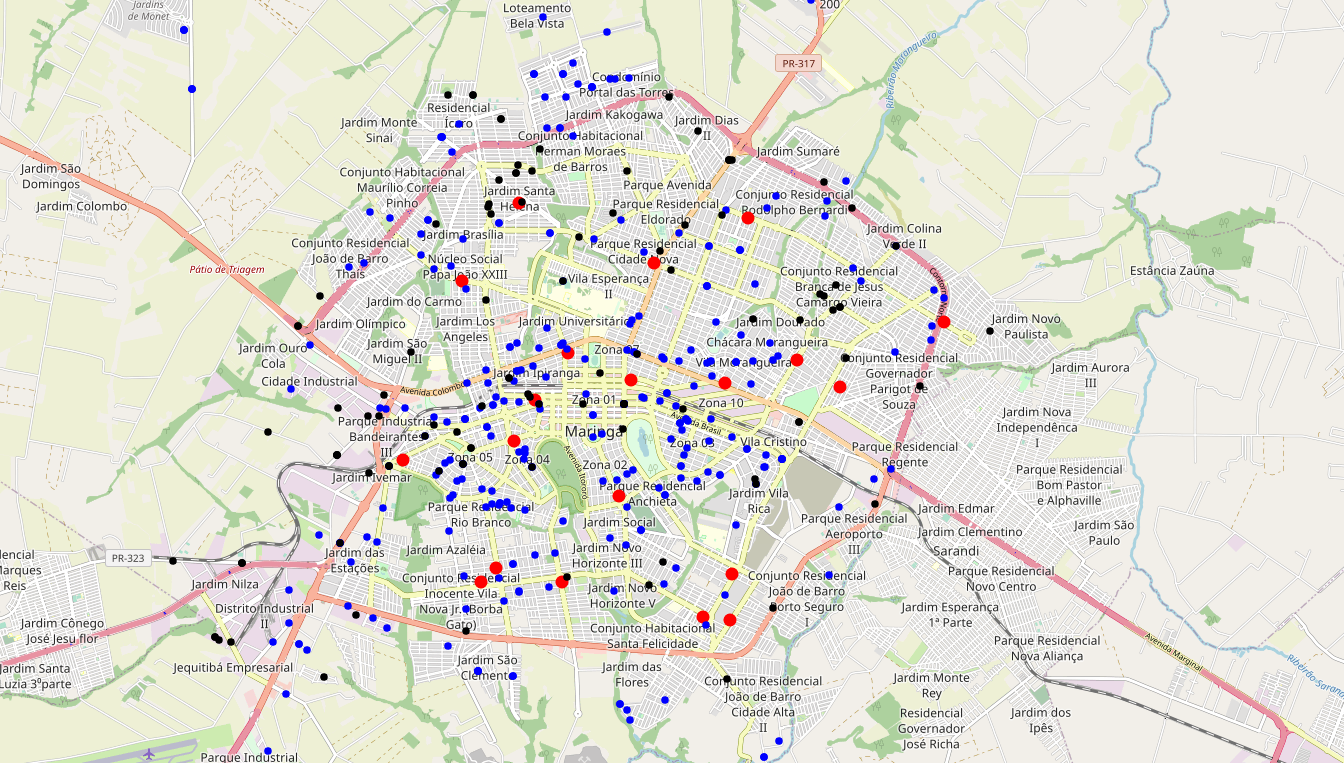 Jardins
de Monet
Loteamento
Bela Vista
200
PR-317
Ribeirão Morangueira
Condomínio
Portal das Torres
Residencial
Ícaro
Jardim Kakogawa
Jardim Dias
II
Jardim Monte
Sinai
Conjunto Habitacional
Herman Moraes
de Barros
Jardim Sumaré
Jardim São
Domingos
Conjunto Habitacional
Maurílio Correia
Pinho
Jardim Santa
Helena
Parque Avenida
Parque Residencial
Eldorado
Conjunto Residencial
Rodolpho Bernardi
Jardim Colombo
Jardim Brasília
Jardim Colina
Verde II
Conjunto Residencial
João de Barro
Thaís
Parque Residencial
Cidade Nova
Pátio de Triagem
Núcleo Social
Papa João XXIII
Vila Esperança
II
Conjunto Residencial
Branca de Jesus
Camargo Vieira
Contorno Norte
Estância Zaúna
Jardim do Carmo
Jardim Olímpico
Jardim Los
Angeles
Jardim Universitário
Jardim Dourado
Jardim Novo
Paulista
Jardim Ouro
Cola
Jardim São
Miguel II
Zona 07
Chácara Morangueira
Vila Morangueira
Conjunto Residencial
Governador
Parigot de
Souza
Jardim Aurora
III
Cidade Industrial
Avenida Colombo
Jardim Ipiranga
Zona 01
Zona 10
Avenida Brasil
Parque Industrial
Bandeirantes
III
Maringá
Zona 03
Vila Cristino
Jardim Nova
Independência
I
Parque Residencial
Regente
Zona 05
Zona 04
Zona 02
Avenida Itororó
Jardim Ivemar
Parque Residencial
Anchieta
Jardim Vila
Rica
Parque Residencial
Bom Pastor
e Alphaville
Parque Residencial
Rio Branco
Jardim Social
Parque Residencial
Aeroporto
III
Jardim Edmar
Jardim Clementino
Jardim São
Paulo
Sarandi
dencial
Marques
Reis
PR-323
Jardim das
Estações
Jardim Azaléia
Jardim Novo
Horizonte III
Jardim Nilza
Conjunto Residencial
Inocente Vila
Nova Jr. (Borba
Gato)
Jardim Novo
Horizonte V
Conjunto Residencial
João de Barro
Porto Seguro
I
Parque Residencial
Novo Centro
Distrito Industrial
II
Jardim Esperança
1ª Parte
Jardim Cônego
José Jesu flor
Conjunto Habitacional
Santa Felicidade
Parque Residencial
Nova Aliança
Avenida Marginal
Jardim Santa
Luzia 3ªparte
Jequitibá Empresarial
Jardim São
Clemente
Jardim das
Flores
Conjunto Residencial
João de Barro
Cidade Alta
II
Jardim Monte
Rey
Residencial
Governador
José Richa
Jardim dos
Ipês
Parque Industrial